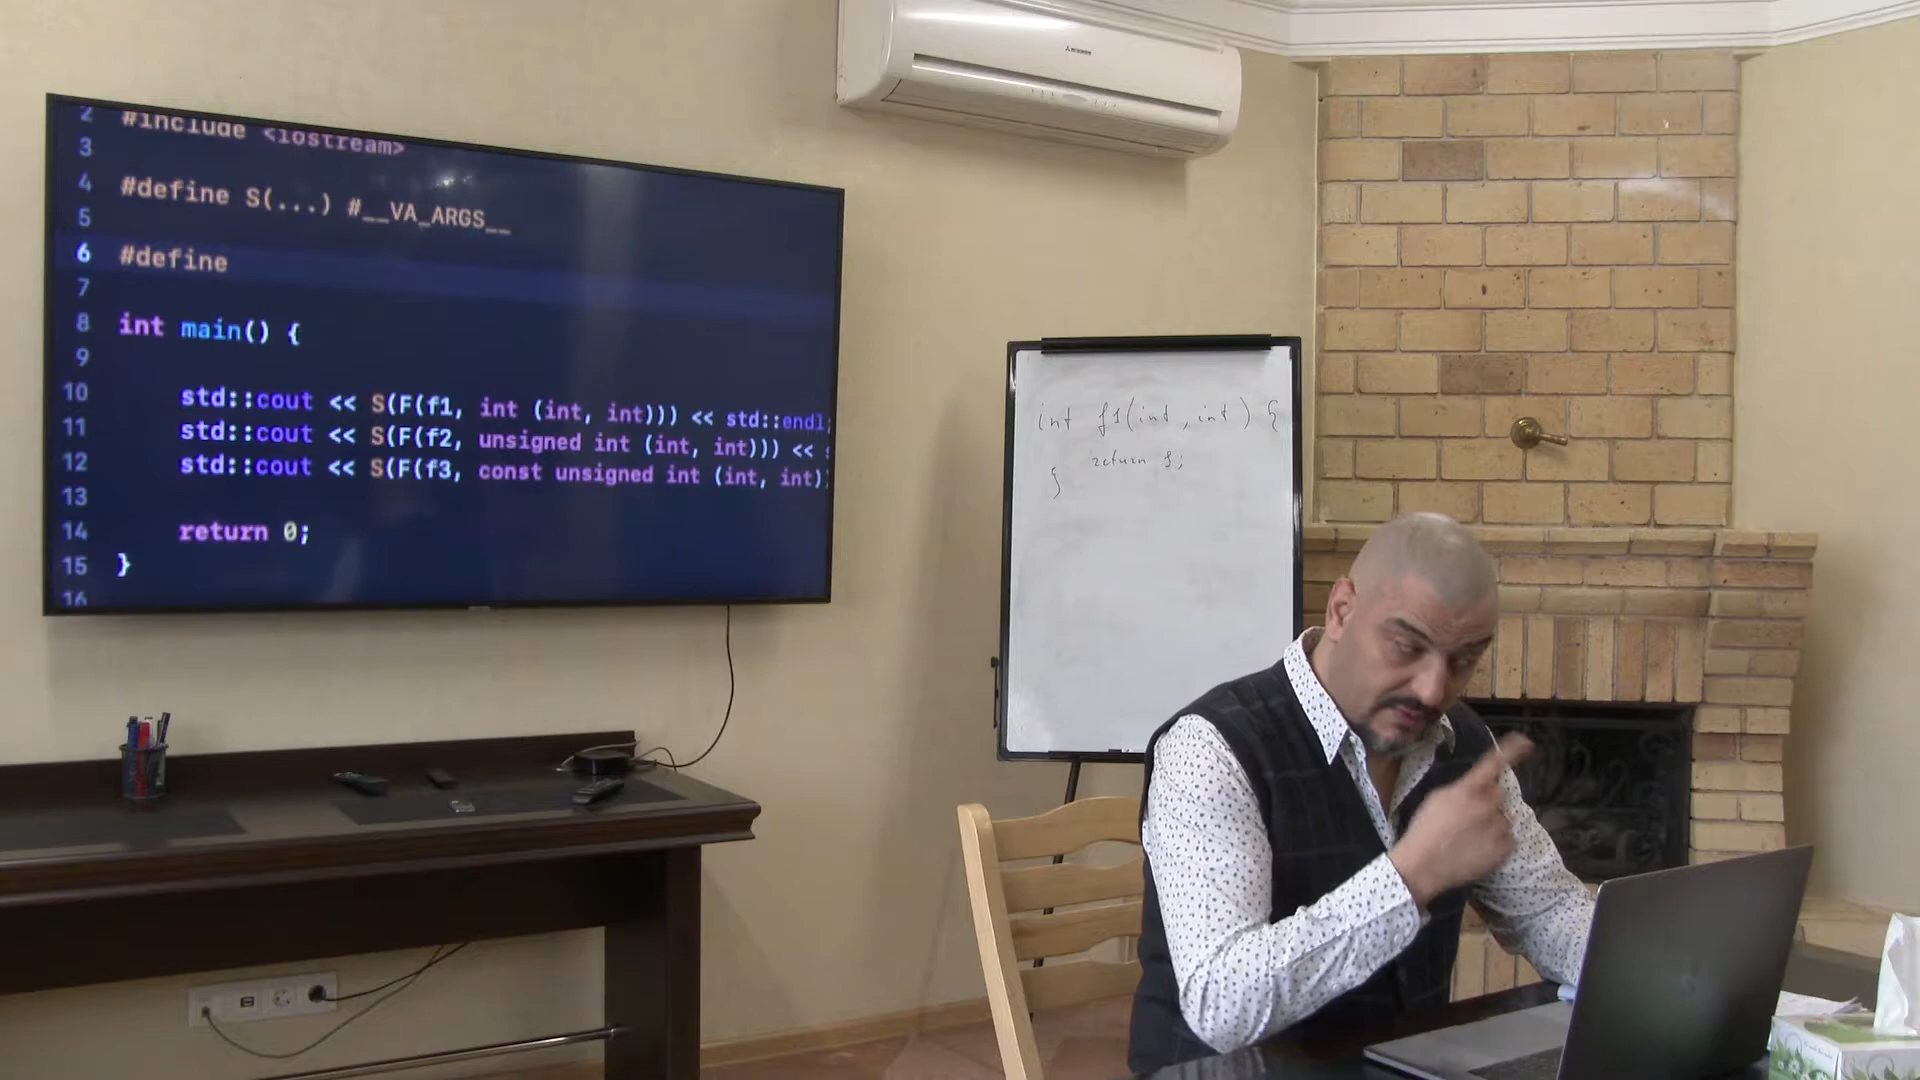 2 #include <iostream>
3
4 #define S(...) #__VA_ARGS__
5
6 #define
7
8 int main() {
9
10 std::cout << S(F(f1, int (int, int))) << std::endl;
11 std::cout << S(F(f2, unsigned int (int, int))) <<
12 std::cout << S(F(f3, const unsigned int (int, int)
13
14 return 0;
15 }
16
int f1(int, int) {
return
}